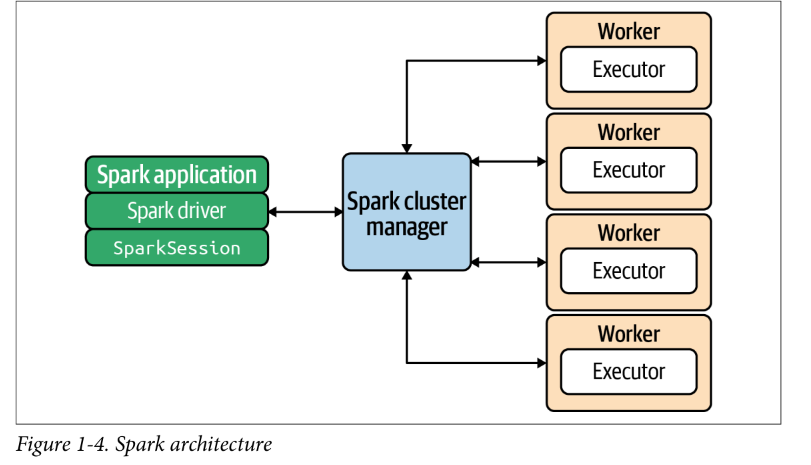 Spark application
Spark driver
SparkSession
Spark cluster
manager
Worker
Executor
Worker
Executor
Worker
Executor
Worker
Executor
Figure 1-4. Spark architecture